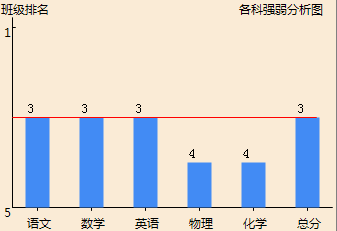 班级排名 各科强弱分析图
1
3 3 3 3
4 4
5
语文 数学 英语 物理 化学 总分